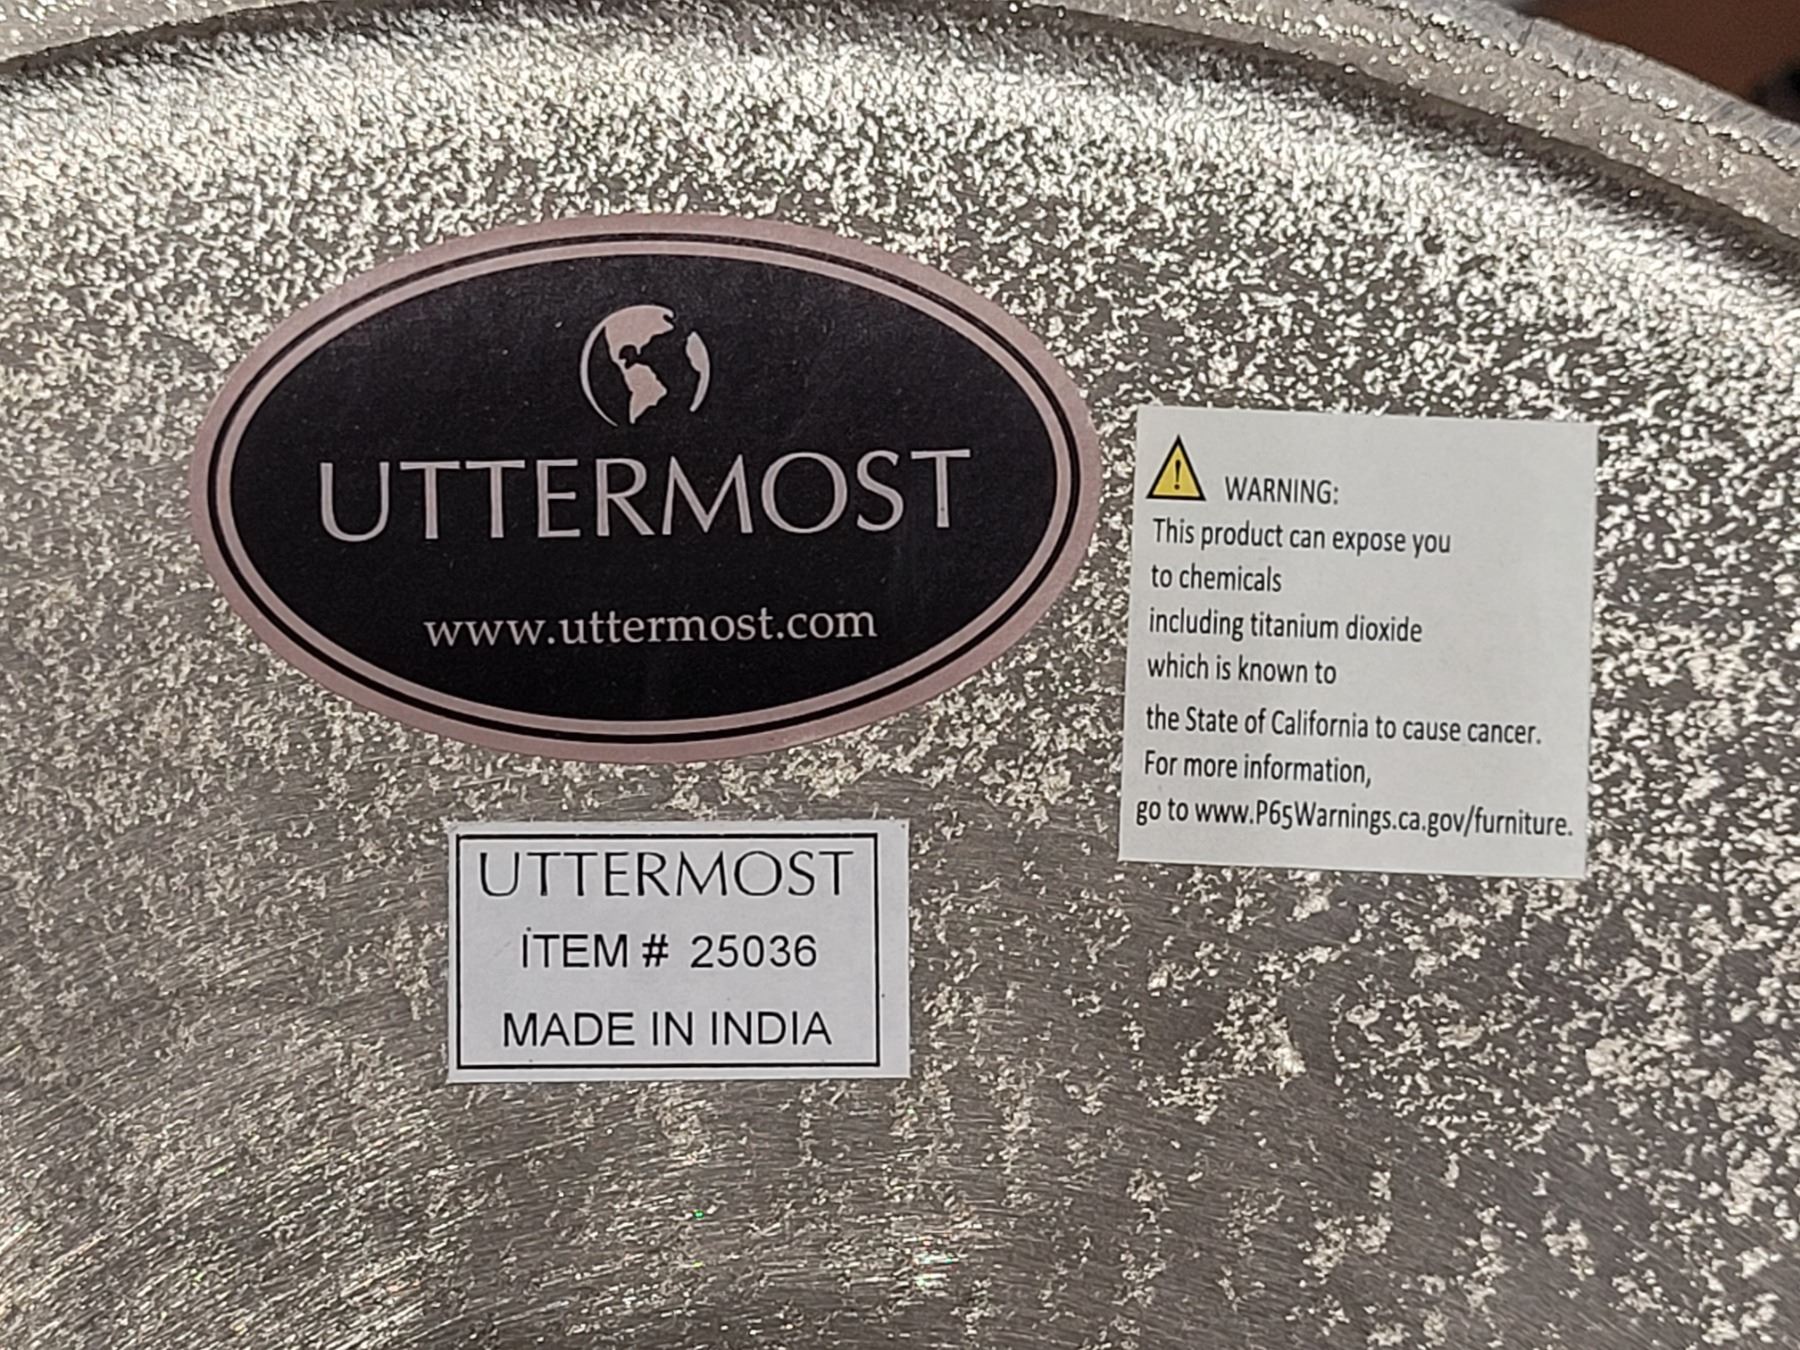 UTTERMOST
www.uttermost.com
WARNING:
This product can expose you
to chemicals
including titanium dioxide
which is known to
the State of California to cause cancer.
For more information,
go to www.P65Warnings.ca.gov/furniture.
UTTERMOST
ITEM # 25036
MADE IN INDIA